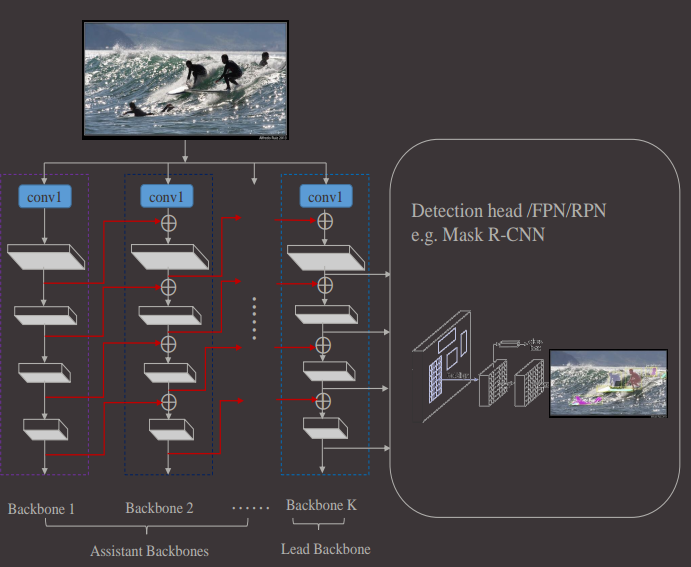 conv1
conv1
conv1
Detection head /FPN/RPN
e.g. Mask R-CNN
Backbone 1
Backbone 2
......
Backbone K
Assistant Backbones
Lead Backbone